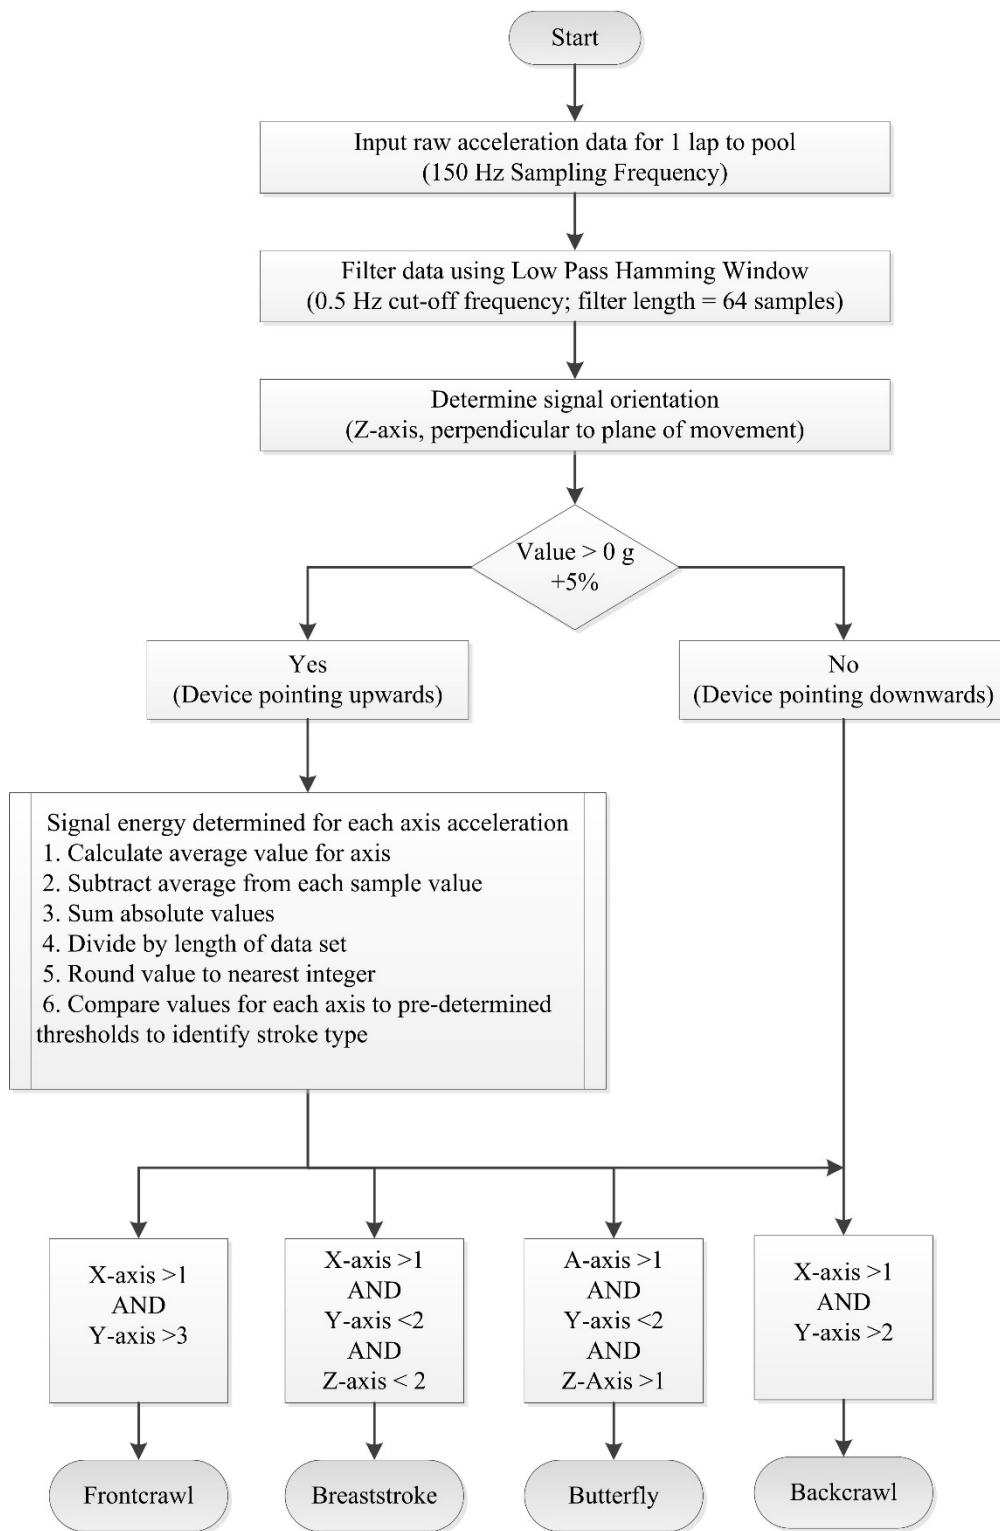 Start
Input raw acceleration data for 1 lap to pool
(150 Hz Sampling Frequency)
Filter data using Low Pass Hamming Window
(0.5 Hz cut-off frequency; filter length = 64 samples)
Determine signal orientation
(Z-axis, perpendicular to plane of movement)
Value > 0 g
+5%
Yes
(Device pointing upwards)
No
(Device pointing downwards)
Signal energy determined for each axis acceleration
1. Calculate average value for axis
2. Subtract average from each sample value
3. Sum absolute values
4. Divide by length of data set
5. Round value to nearest integer
6. Compare values for each axis to pre-determined
thresholds to identify stroke type
X-axis >1
AND
Y-axis >3
X-axis >1
AND
Y-axis <2
AND
Z-axis < 2
A-axis >1
AND
Y-axis <2
AND
Z-Axis >1
X-axis >1
AND
Y-axis >2
Frontcrawl
Breaststroke
Butterfly
Backcrawl